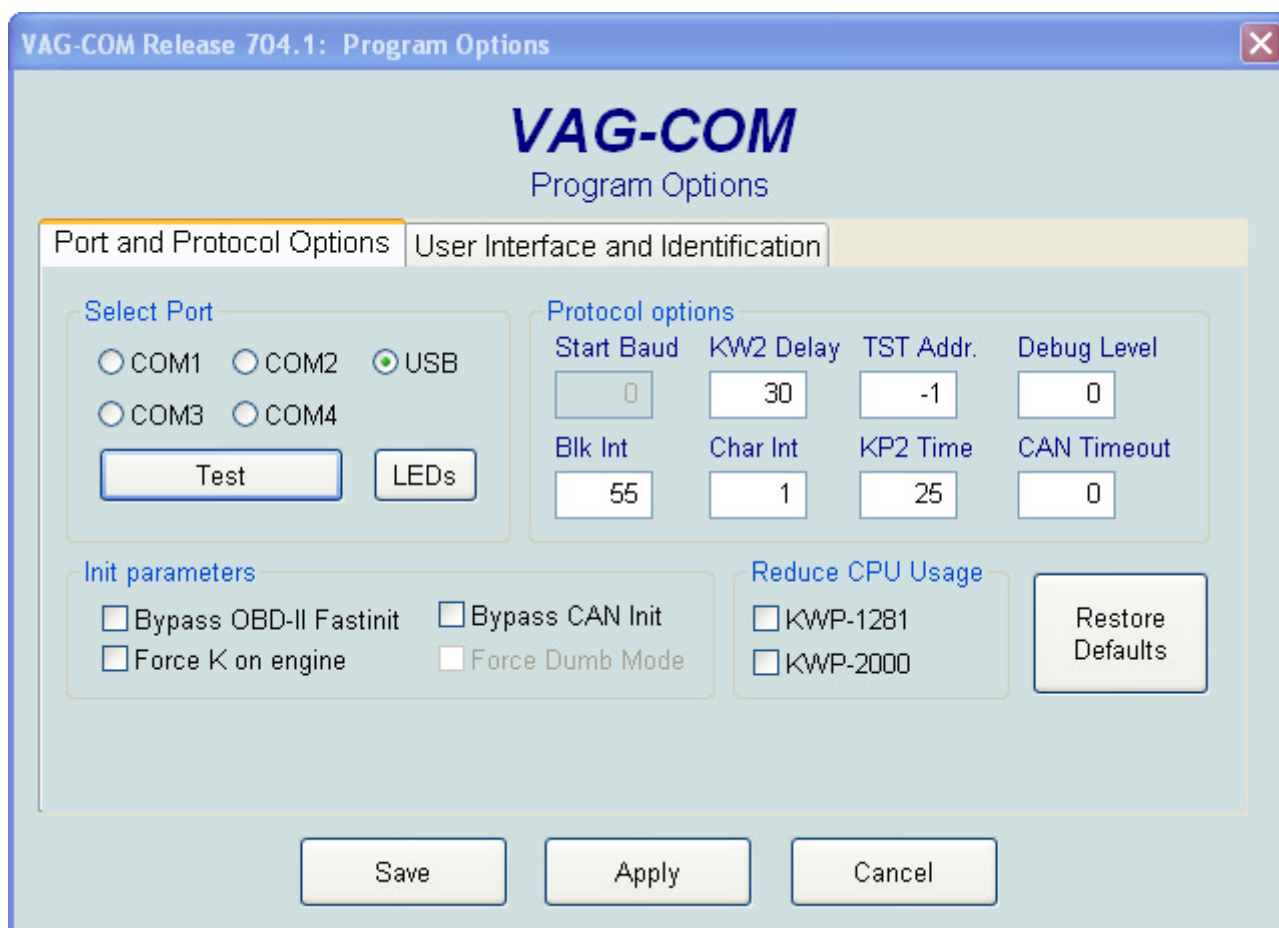 VAG-COM Release 704.1: Program Options
VAG-COM
Program Options
Port and Protocol Options
User Interface and Identification
Select Port
COM1 COM2 USB
COM3 COM4
Test LEDs
Protocol options
Start Baud KW2 Delay TST Addr. Debug Level
0 30 -1 0
Blk Int Char Int KP2 Time CAN Timeout
55 1 25 0
Init parameters
Bypass OBD-II Fastinit Bypass CAN Init
Force K on engine Force Dumb Mode
Reduce CPU Usage
KWP-1281
KWP-2000
Restore
Defaults
Save Apply Cancel